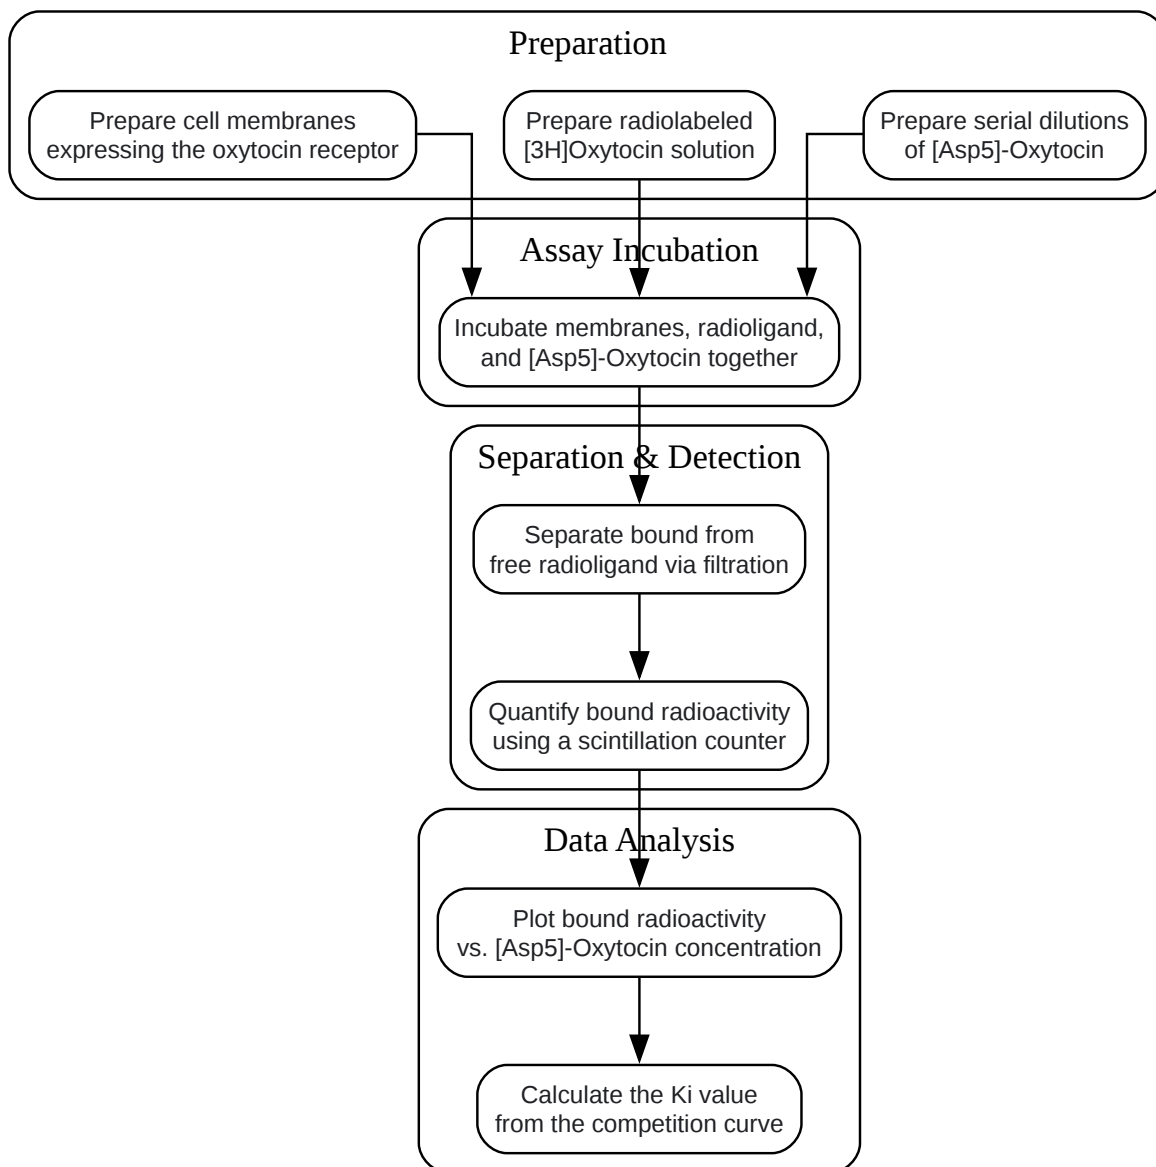 Preparation
Prepare cell membranes
expressing the oxytocin receptor
Prepare radiolabeled
[3H]Oxytocin solution
Prepare serial dilutions
of [Asp5]-Oxytocin
Assay Incubation
Incubate membranes, radioligand,
and [Asp5]-Oxytocin together
Separation & Detection
Separate bound from
free radioligand via filtration
Quantify bound radioactivity
using a scintillation counter
Data Analysis
Plot bound radioactivity
vs. [Asp5]-Oxytocin concentration
Calculate the Ki value
from the competition curve